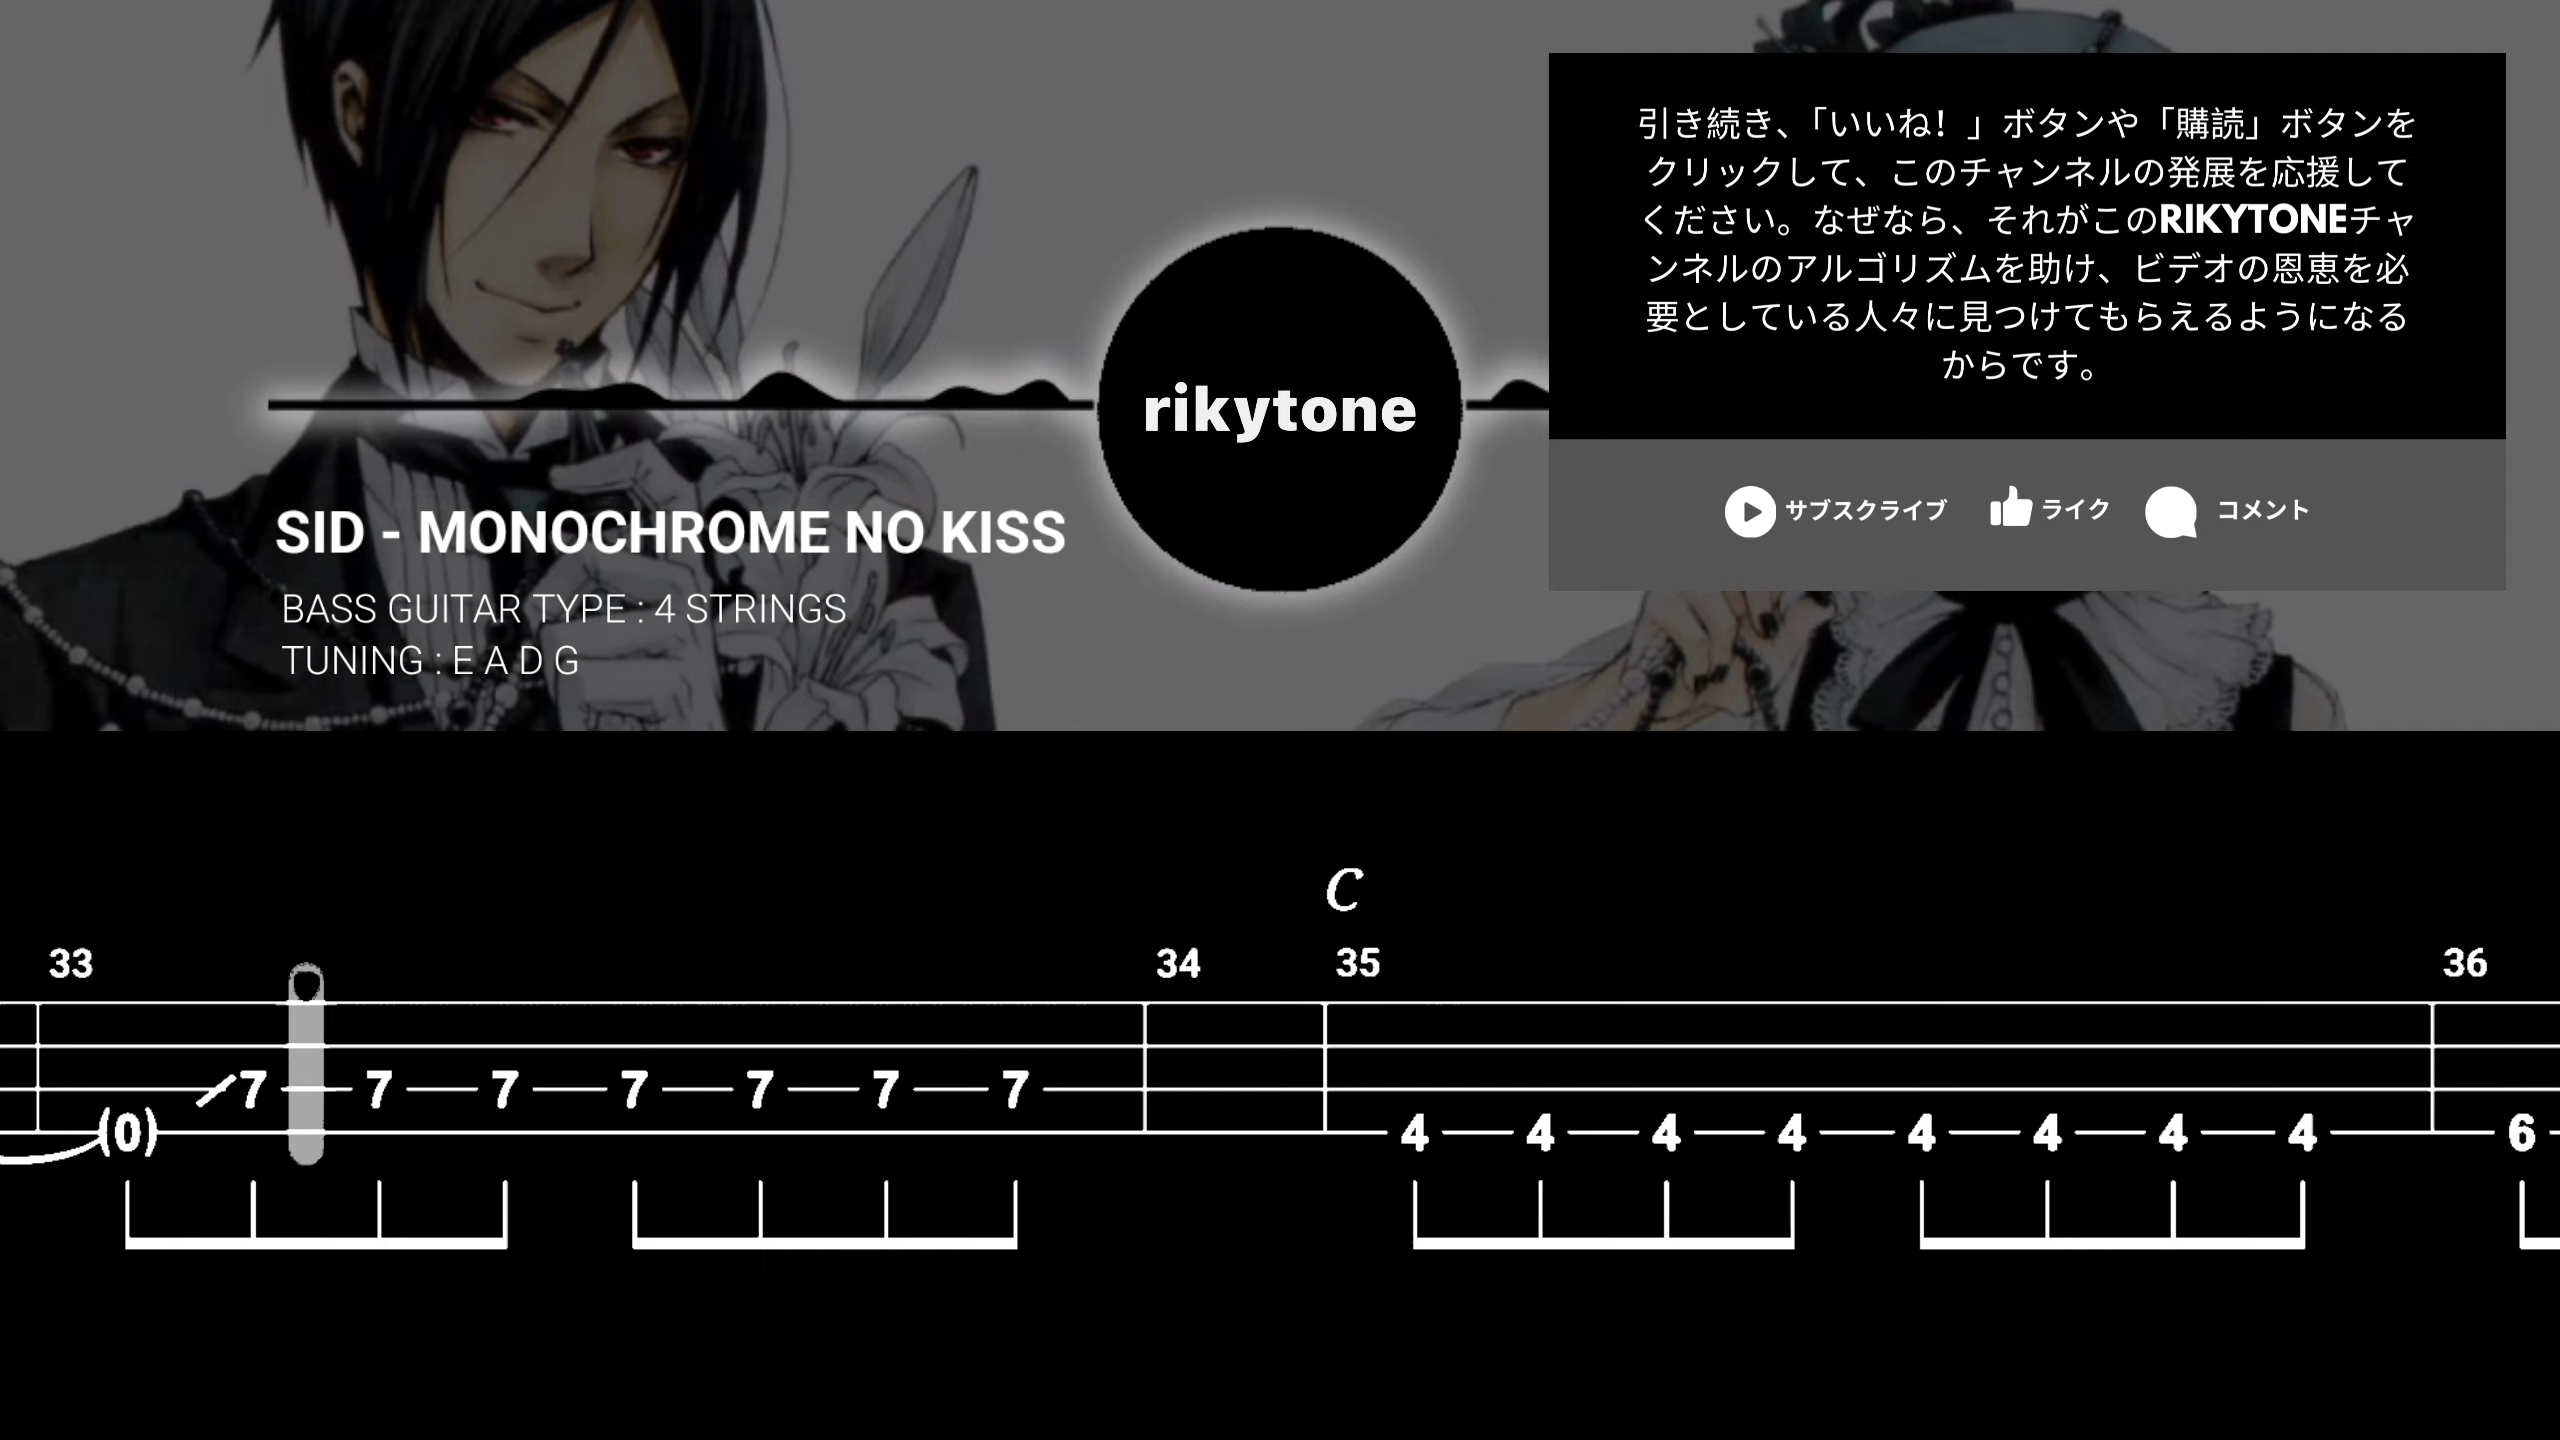 引き続き、「いいね！」ボタンや「購読」ボタンを
クリックして、このチャンネルの発展を応援して
ください。なぜなら、それがこのRIKYTONEチャ
ンネルのアルゴリズムを助け、ビデオの恩恵を必
要としている人々に見つけてもらえるようになる
からです。
サブスクライブ ライク コメント
rikytone
SID - MONOCHROME NO KISS
BASS GUITAR TYPE : 4 STRINGS
TUNING : E A D G
C
33 34 35 36
7 7 7 7 7 7 7
(0) 4 4 4 4 4 4 4 4 6